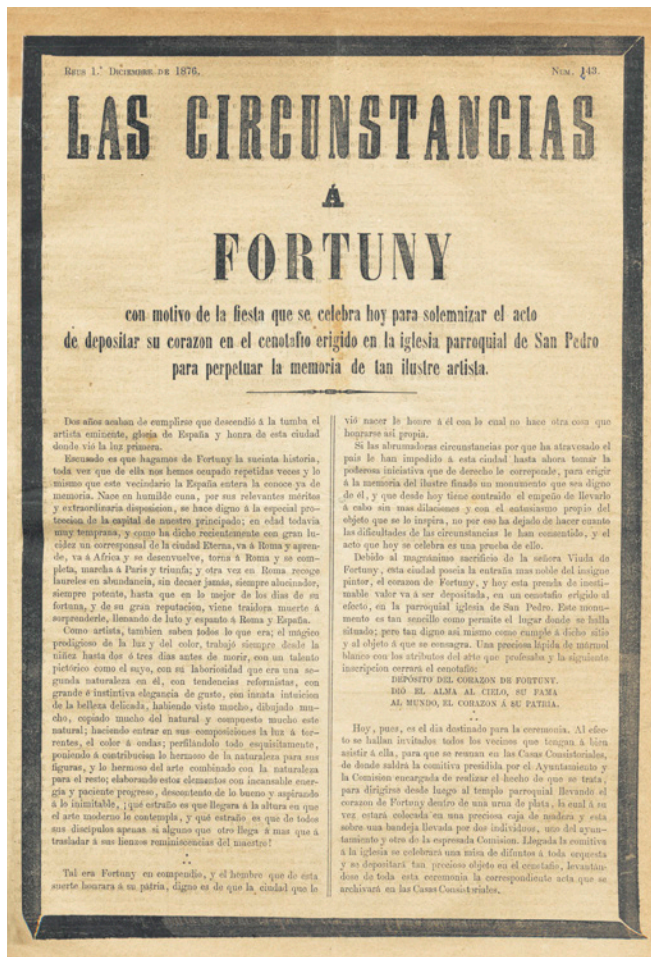 REUS 1.º DICIEMBRE DE 1876.
NUM. 143.
LAS CIRCUNSTANCIAS
Á
FORTUNY
con motivo de la fiesta que se celebra hoy para solemnizar el acto
de depositar su corazon en el cenotafio erigido en la iglesia parroquial de San Pedro
para perpetuar la memoria de tan ilustre artista.
Dos años acaban de cumplirse que descendió á la tumba el
artista eminente, gloria de España y honra de esta ciudad
donde vió la luz primera.
Escusado es que hagamos de Fortuny la sucinta historia,
toda vez que de ella nos hemos ocupado repetidas veces y lo
mismo que este vecindario la España entera la conoce ya de
memoria. Nace en humilde cuna, por sus relevantes méritos
y extraordinaria disposicion, se hace digno á la especial pro-
teccion de la capital de nuestro principado; en edad todavia
muy temprana, y como ha dicho recientemente con gran lu-
cidez un corresponsal de la ciudad Eterna, va á Roma y apren-
de, va á Africa y se desenvuelve, torna á Roma y se com-
pleta, marcha á Paris y triunfa; y otra vez en Roma recoge
laureles en abundancia, sin decaer jamás, siempre alucinador,
siempre potente, hasta que en lo mejor de los dias de su
fortuna, y de su gran reputacion, viene traidora muerte á
sorprenderle, llenando de luto y espanto á Roma y España.
Como artista, tambien saben todos lo que era; el mágico
prodigioso de la luz y del color, trabajó siempre desde la
niñez hasta dos ó tres dias antes de morir, con un talento
pictórico como el suyo, con su laboriosidad que era una se-
gunda naturaleza en él, con tendencias reformistas, con
grande é instintiva elegancia de gusto, con innata intuicion
de la belleza delicada, habiendo visto mucho, dibujado mu-
cho, copiado mucho del natural y compuesto mucho este
natural; haciendo entrar en sus composiciones la luz á tor-
rentes, el color á ondas; perfilándolo todo esquisitamente,
poniendo á contribucion lo hermoso de la naturaleza para sus
figuras, y lo hermoso del arte combinado con la naturaleza
para el resto; elaborando estos elementos con incansable ener-
gía y paciente progreso, descontento de lo bueno y aspirando
á lo inimitable, ¡qué estraño es que llegara á la altura en que
el arte moderno le contempla, y qué estraño es que de todos
sus discípulos apenas si alguno que otro llega á mas que á
trasladar á sus lienzos reminiscencias del maestro!
Tal era Fortuny en compendio, y el hombre que de esta
suerte honrara á su pátria, digno es de que la ciudad que le
vió nacer le honre á él con lo cual no hace otra cosa que
honrarse así propia.
Si las abrumadoras circunstancias por que ha atravesado el
pais le han impedido á esta ciudad hasta ahora tomar la
poderosa iniciativa que de derecho le corresponde, para erigir
á la memoria del ilustre finado un monumento que sea digno
de él, y que desde hoy tiene contraido el empeño de llevarlo
á cabo sin mas dilaciones y con el entusiasmo propio del
objeto que se lo inspira, no por eso ha dejado de hacer cuanto
las dificultades de las circunstancias le han consentido, y el
acto que hoy se celebra es una prueba de ello.
Debido al magnánimo sacrificio de la señora Viuda de
Fortuny, esta ciudad poseia la entraña mas noble del insigne
pintor, el corazon de Fortuny, y hoy esta prenda de inesti-
mable valor va á ser depositada, en un cenotafio erigido al
efecto, en la parroquial iglesia de San Pedro. Este monu-
mento es tan sencillo como permite el lugar donde se halla
situado; pero tan digno asi mismo como cumple á dicho sitio
y al objeto á que se consagra. Una preciosa lápida de mármol
blanco con los atributos del arte que profesaba y la siguiente
inscripcion cerrará el cenotafio:
DEPÓSITO DEL CORAZON DE FORTUNY.
DIÓ EL ALMA AL CIELO, SU FAMA
AL MUNDO, EL CORAZON Á SU PATRIA.
Hoy, pues, es el dia destinado para la ceremonia. Al efec-
to se hallan invitados todos los vecinos que tengan á bien
asistir á ella, para que se reunan en las Casas Consistoriales,
de donde saldrá la comitiva presidida por el Ayuntamiento y
la Comision encargada de realizar el hecho de que se trata,
para dirigirse desde luego al templo parroquial llevando el
corazon de Fortuny dentro de una urna de plata, la cual á su
vez estará colocada en una preciosa caja de madera y esta
sobre una bandeja llevada por dos individuos, uno del ayun-
tamiento y otro de la espresada Comision. Llegada la comitiva
á la iglesia se celebrará una misa de difuntos á toda orquesta
y se depositará tan precioso objeto en el cenotafio, levantán-
dose de toda esta ceremonia la correspondiente acta que se
archivará en las Casas Consistoriales.